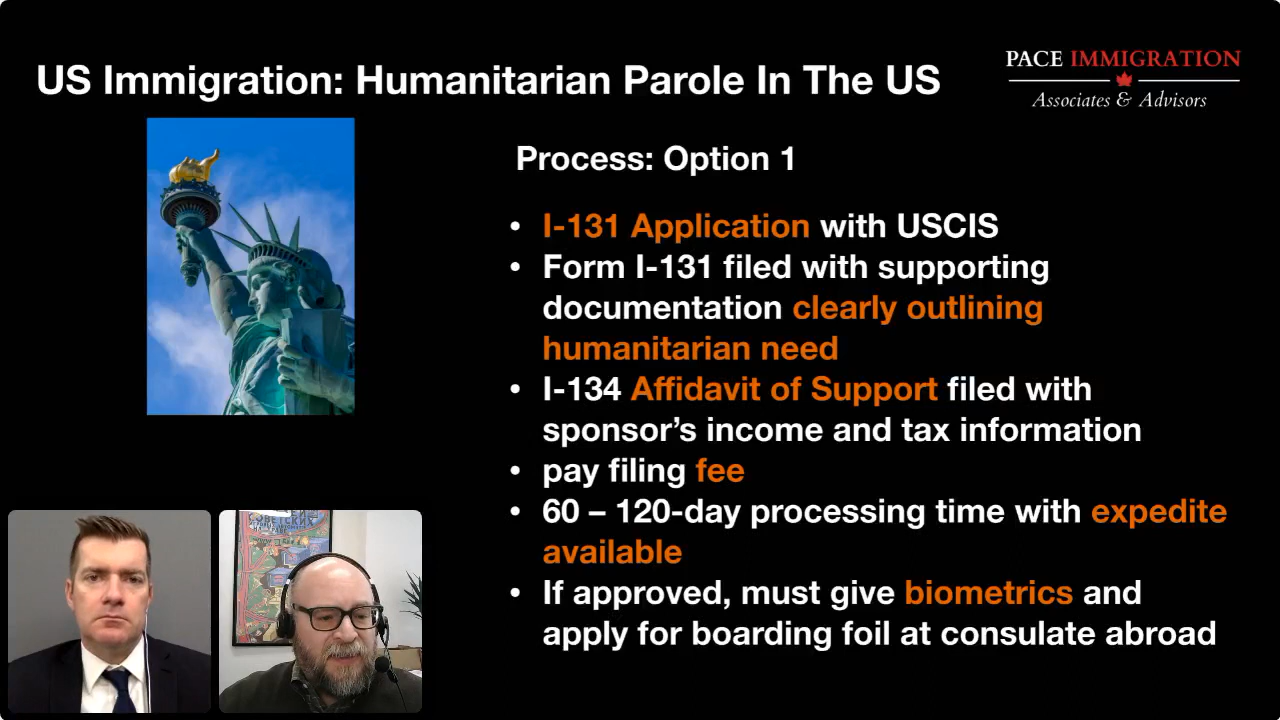 US Immigration: Humanitarian Parole In The US
PACE IMMIGRATION
Associates & Advisors
Process: Option 1
• I-131 Application with USCIS
• Form I-131 filed with supporting
documentation clearly outlining
humanitarian need
• I-134 Affidavit of Support filed with
sponsor’s income and tax information
• pay filing fee
• 60 – 120-day processing time with expedite
available
• If approved, must give biometrics and
apply for boarding foil at consulate abroad
СОВЕТСКИХ